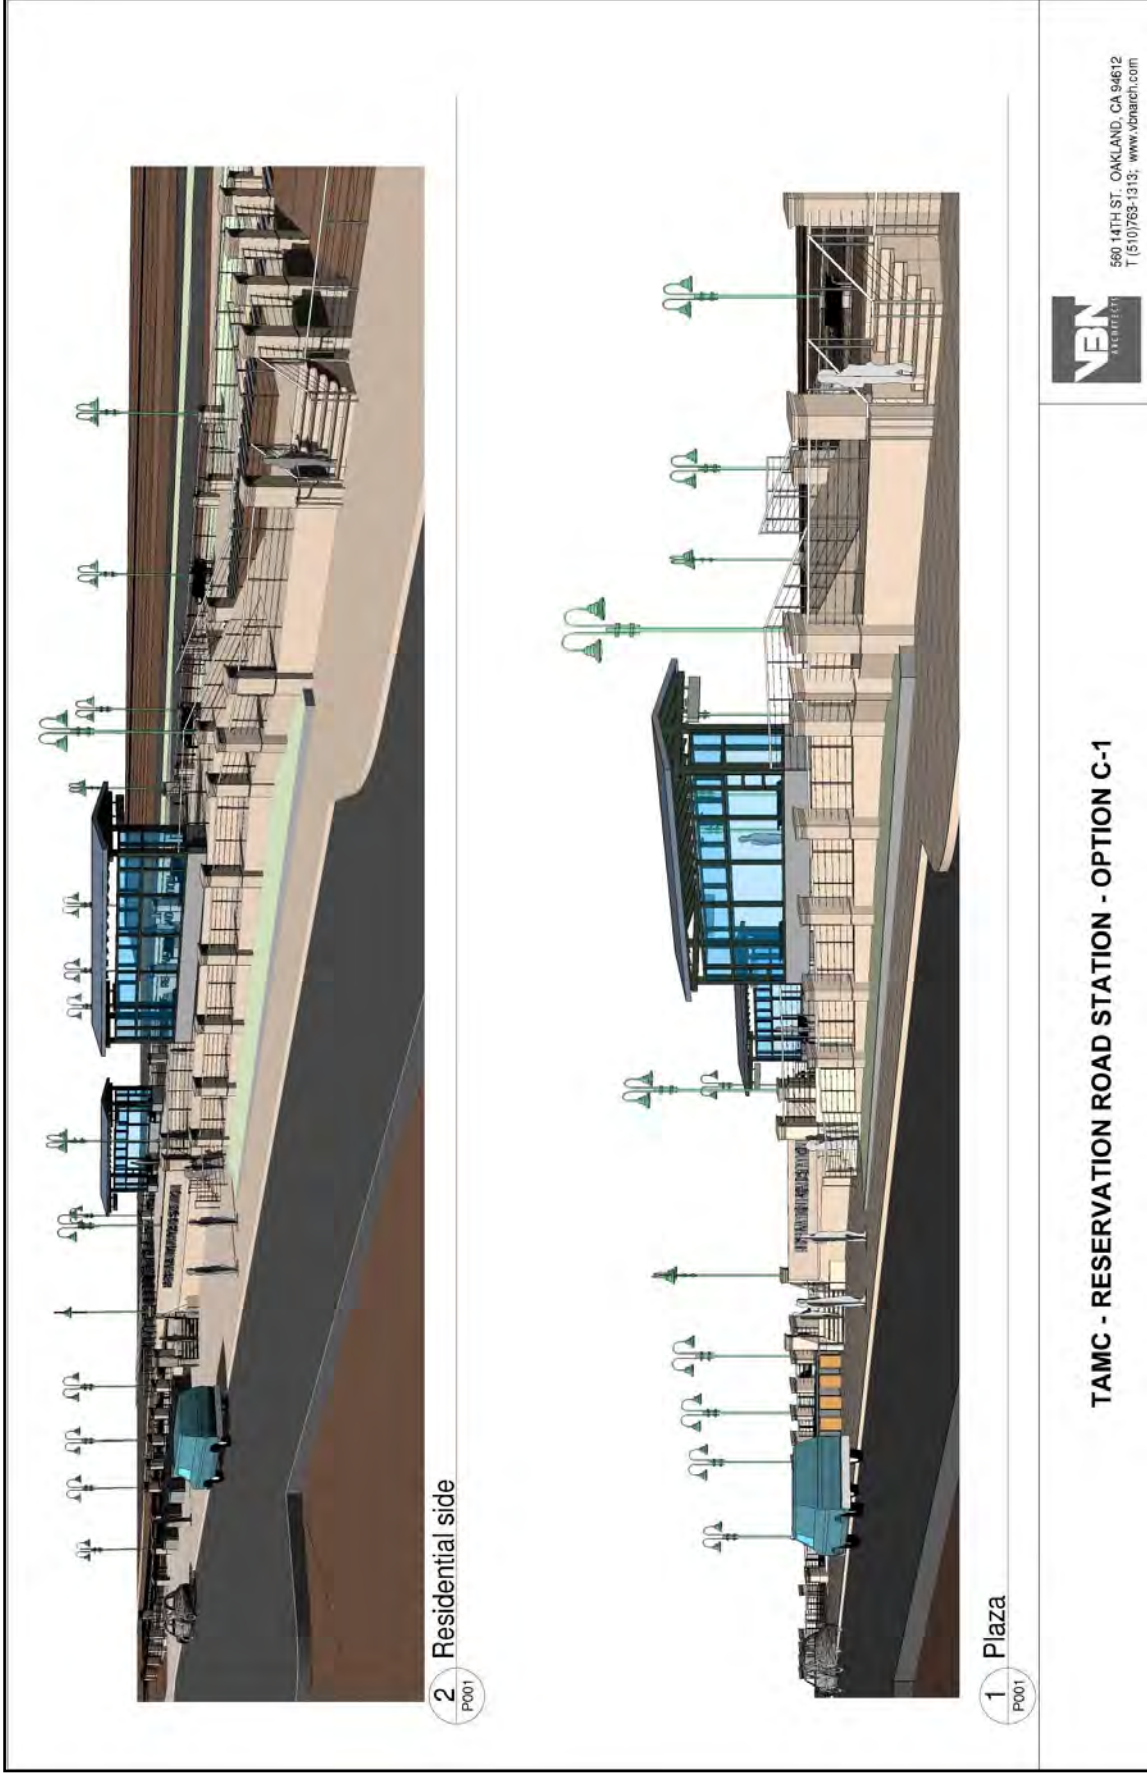 2
P001
Residential side
1
P001
Plaza
TAMC - RESERVATION ROAD STATION - OPTION C-1
VBN
ARCHITECTS
560 14TH ST. OAKLAND, CA 94612
T (510)763-1313; www.vbnarch.com